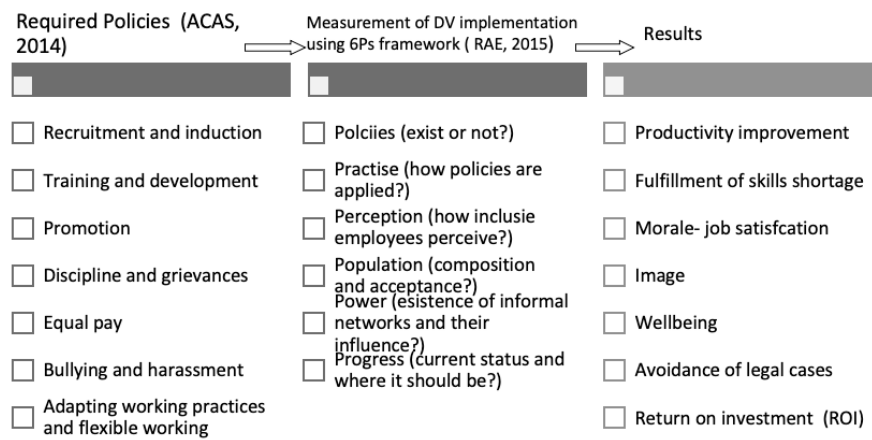 Required Policies (ACAS,
2014)
Recruitment and induction
Training and development
Promotion
Discipline and grievances
Equal pay
Bullying and harassment
Adapting working practices
and flexible working
Measurement of DV implementation
using 6Ps framework ( RAE, 2015)
Polciies (exist or not?)
Practise (how policies are
applied?)
Perception (how inclusie
employees perceive?)
Population (composition
and acceptance?)
Power (esistence of informal
networks and their
influence?)
Progress (current status and
where it should be?)
Results
Productivity improvement
Fulfillment of skills shortage
Morale- job satisfcation
Image
Wellbeing
Avoidance of legal cases
Return on investment (ROI)